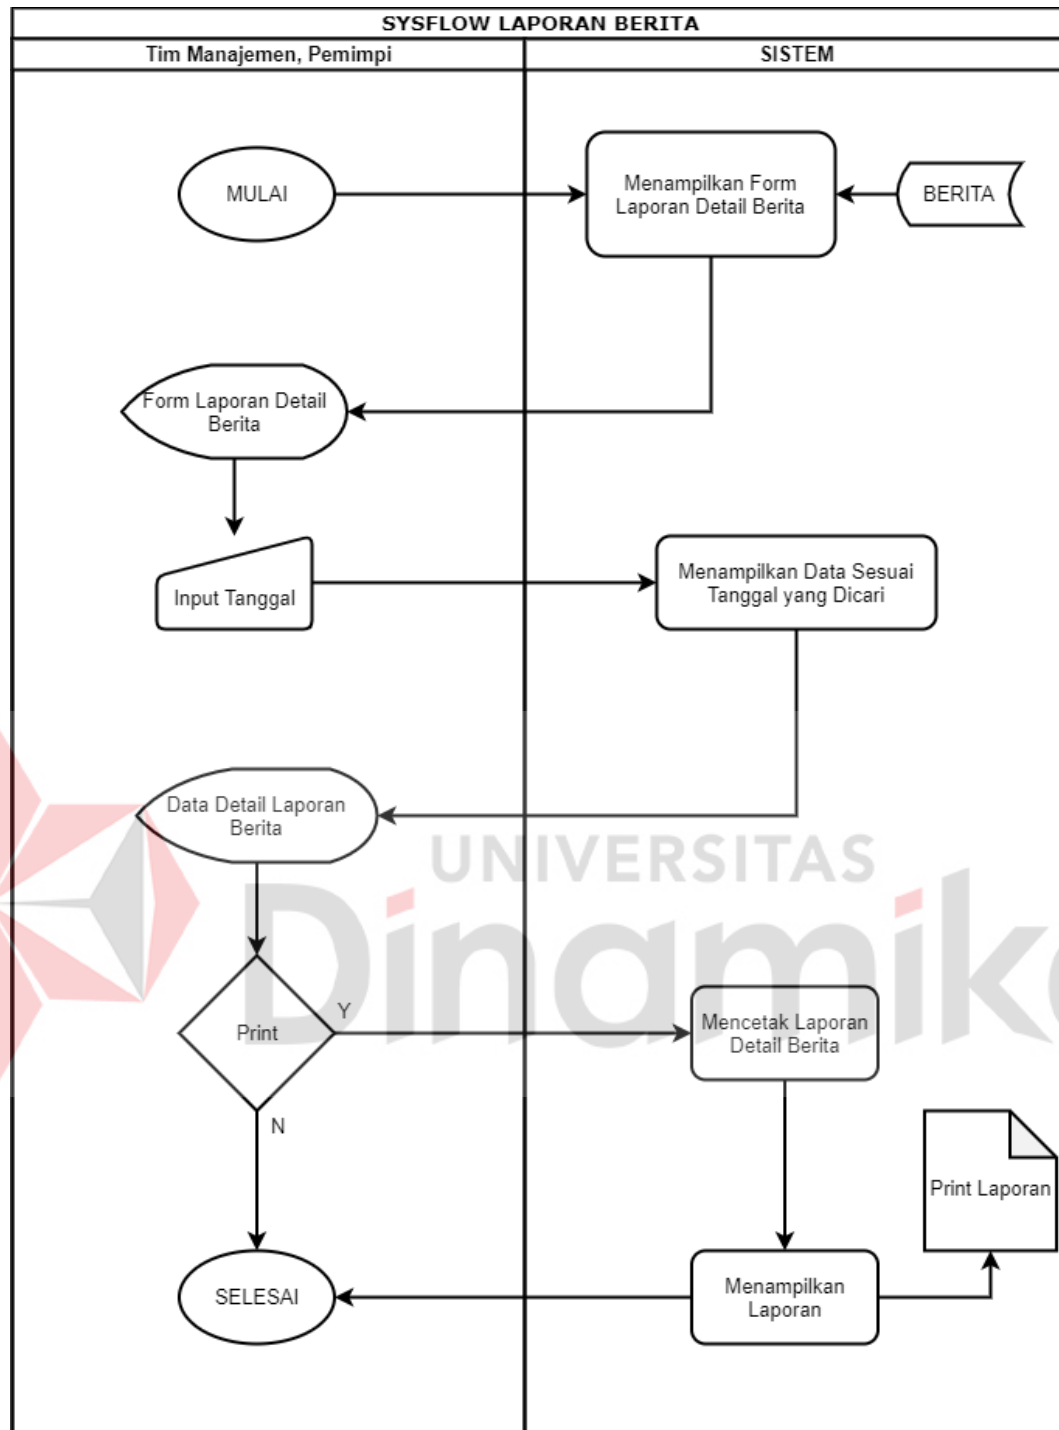 SYSFLOW LAPORAN BERITA
Tim Manajemen, Pemimpi
SISTEM
MULAI
Menampilkan Form
Laporan Detail Berita
BERITA
Form Laporan Detail
Berita
Input Tanggal
Menampilkan Data Sesuai
Tanggal yang Dicari
Data Detail Laporan
Berita
UNIVERSITAS
Dinamika
Print
Y
Mencetak Laporan
Detail Berita
N
Print Laporan
SELESAI
Menampilkan
Laporan